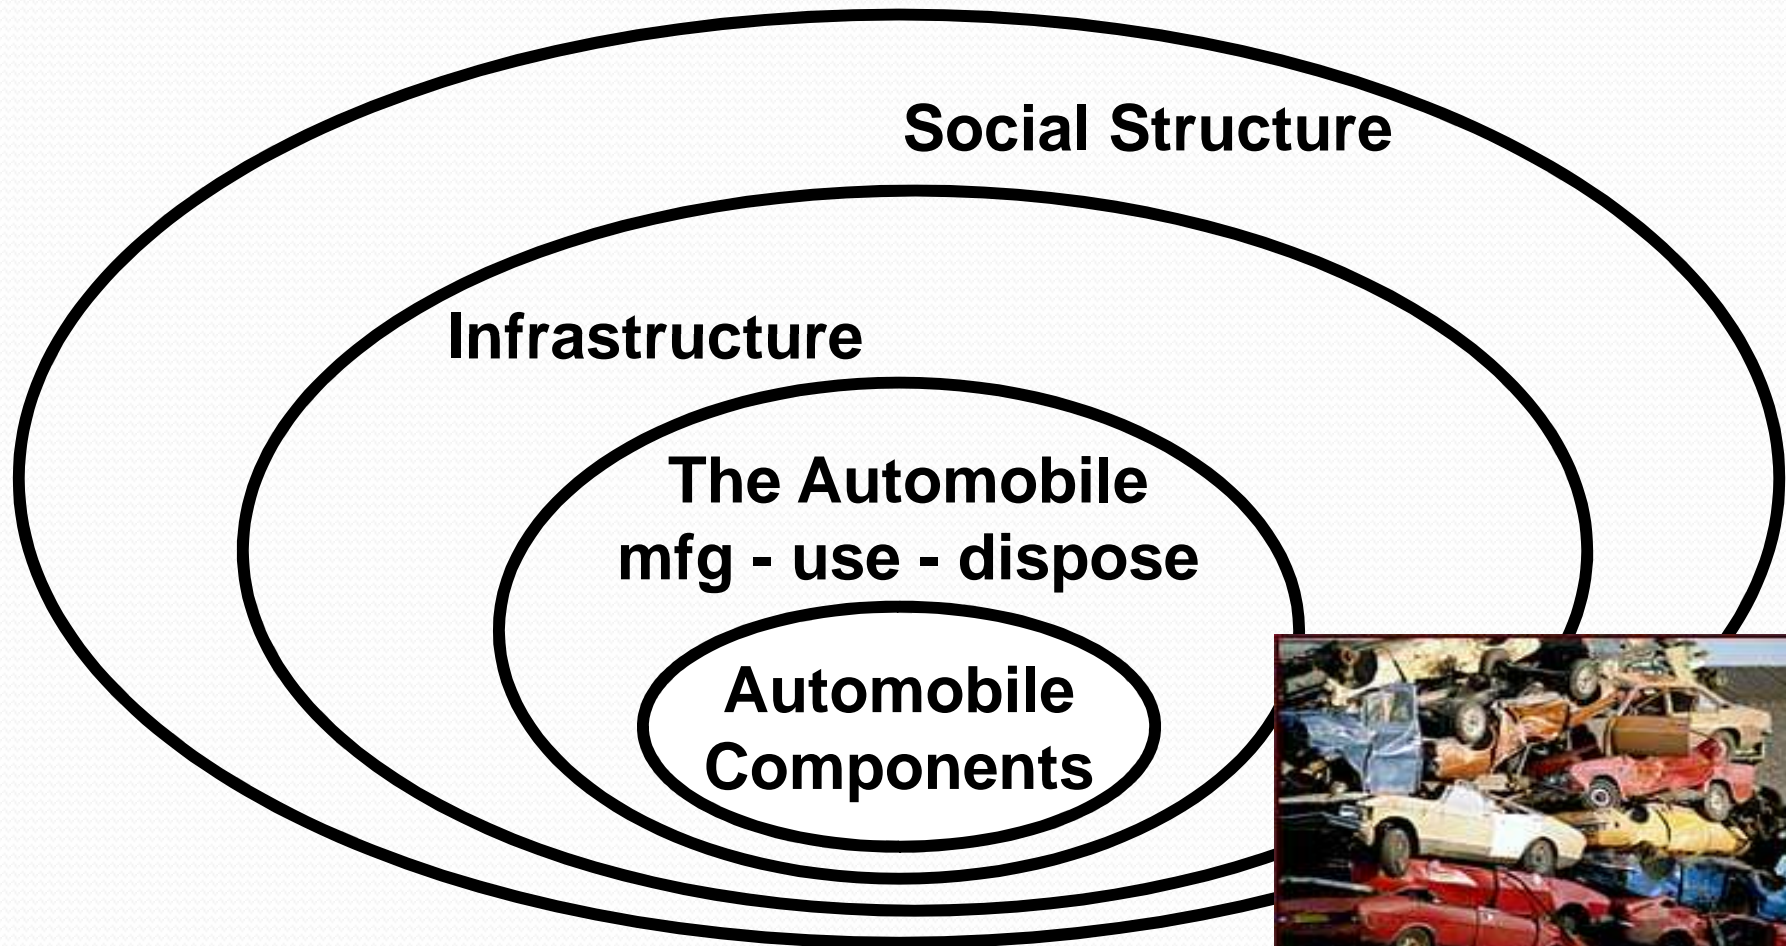 Social Structure
Infrastructure
The Automobile
mfg - use - dispose
Automobile
Components